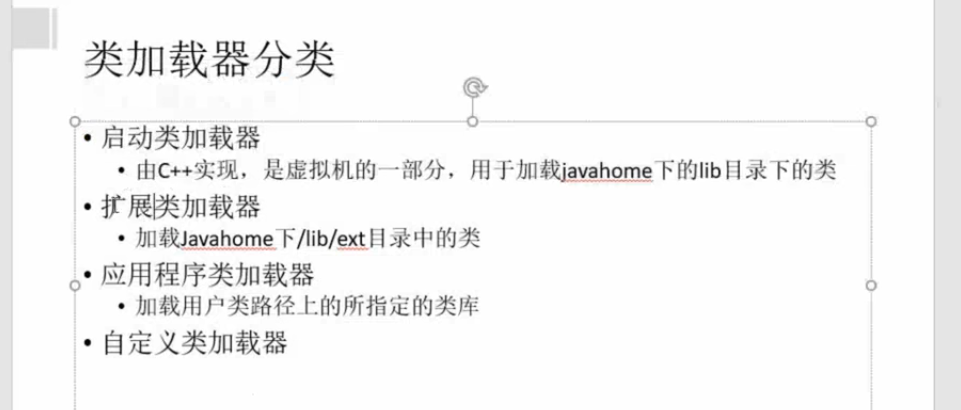 类加载器分类
• 启动类加载器
• 由C++实现，是虚拟机的一部分，用于加载javahome下的lib目录下的类
• 扩展类加载器
• 加载Javahome下/lib/ext目录中的类
• 应用程序类加载器
• 加载用户类路径上的所指定的类库
• 自定义类加载器